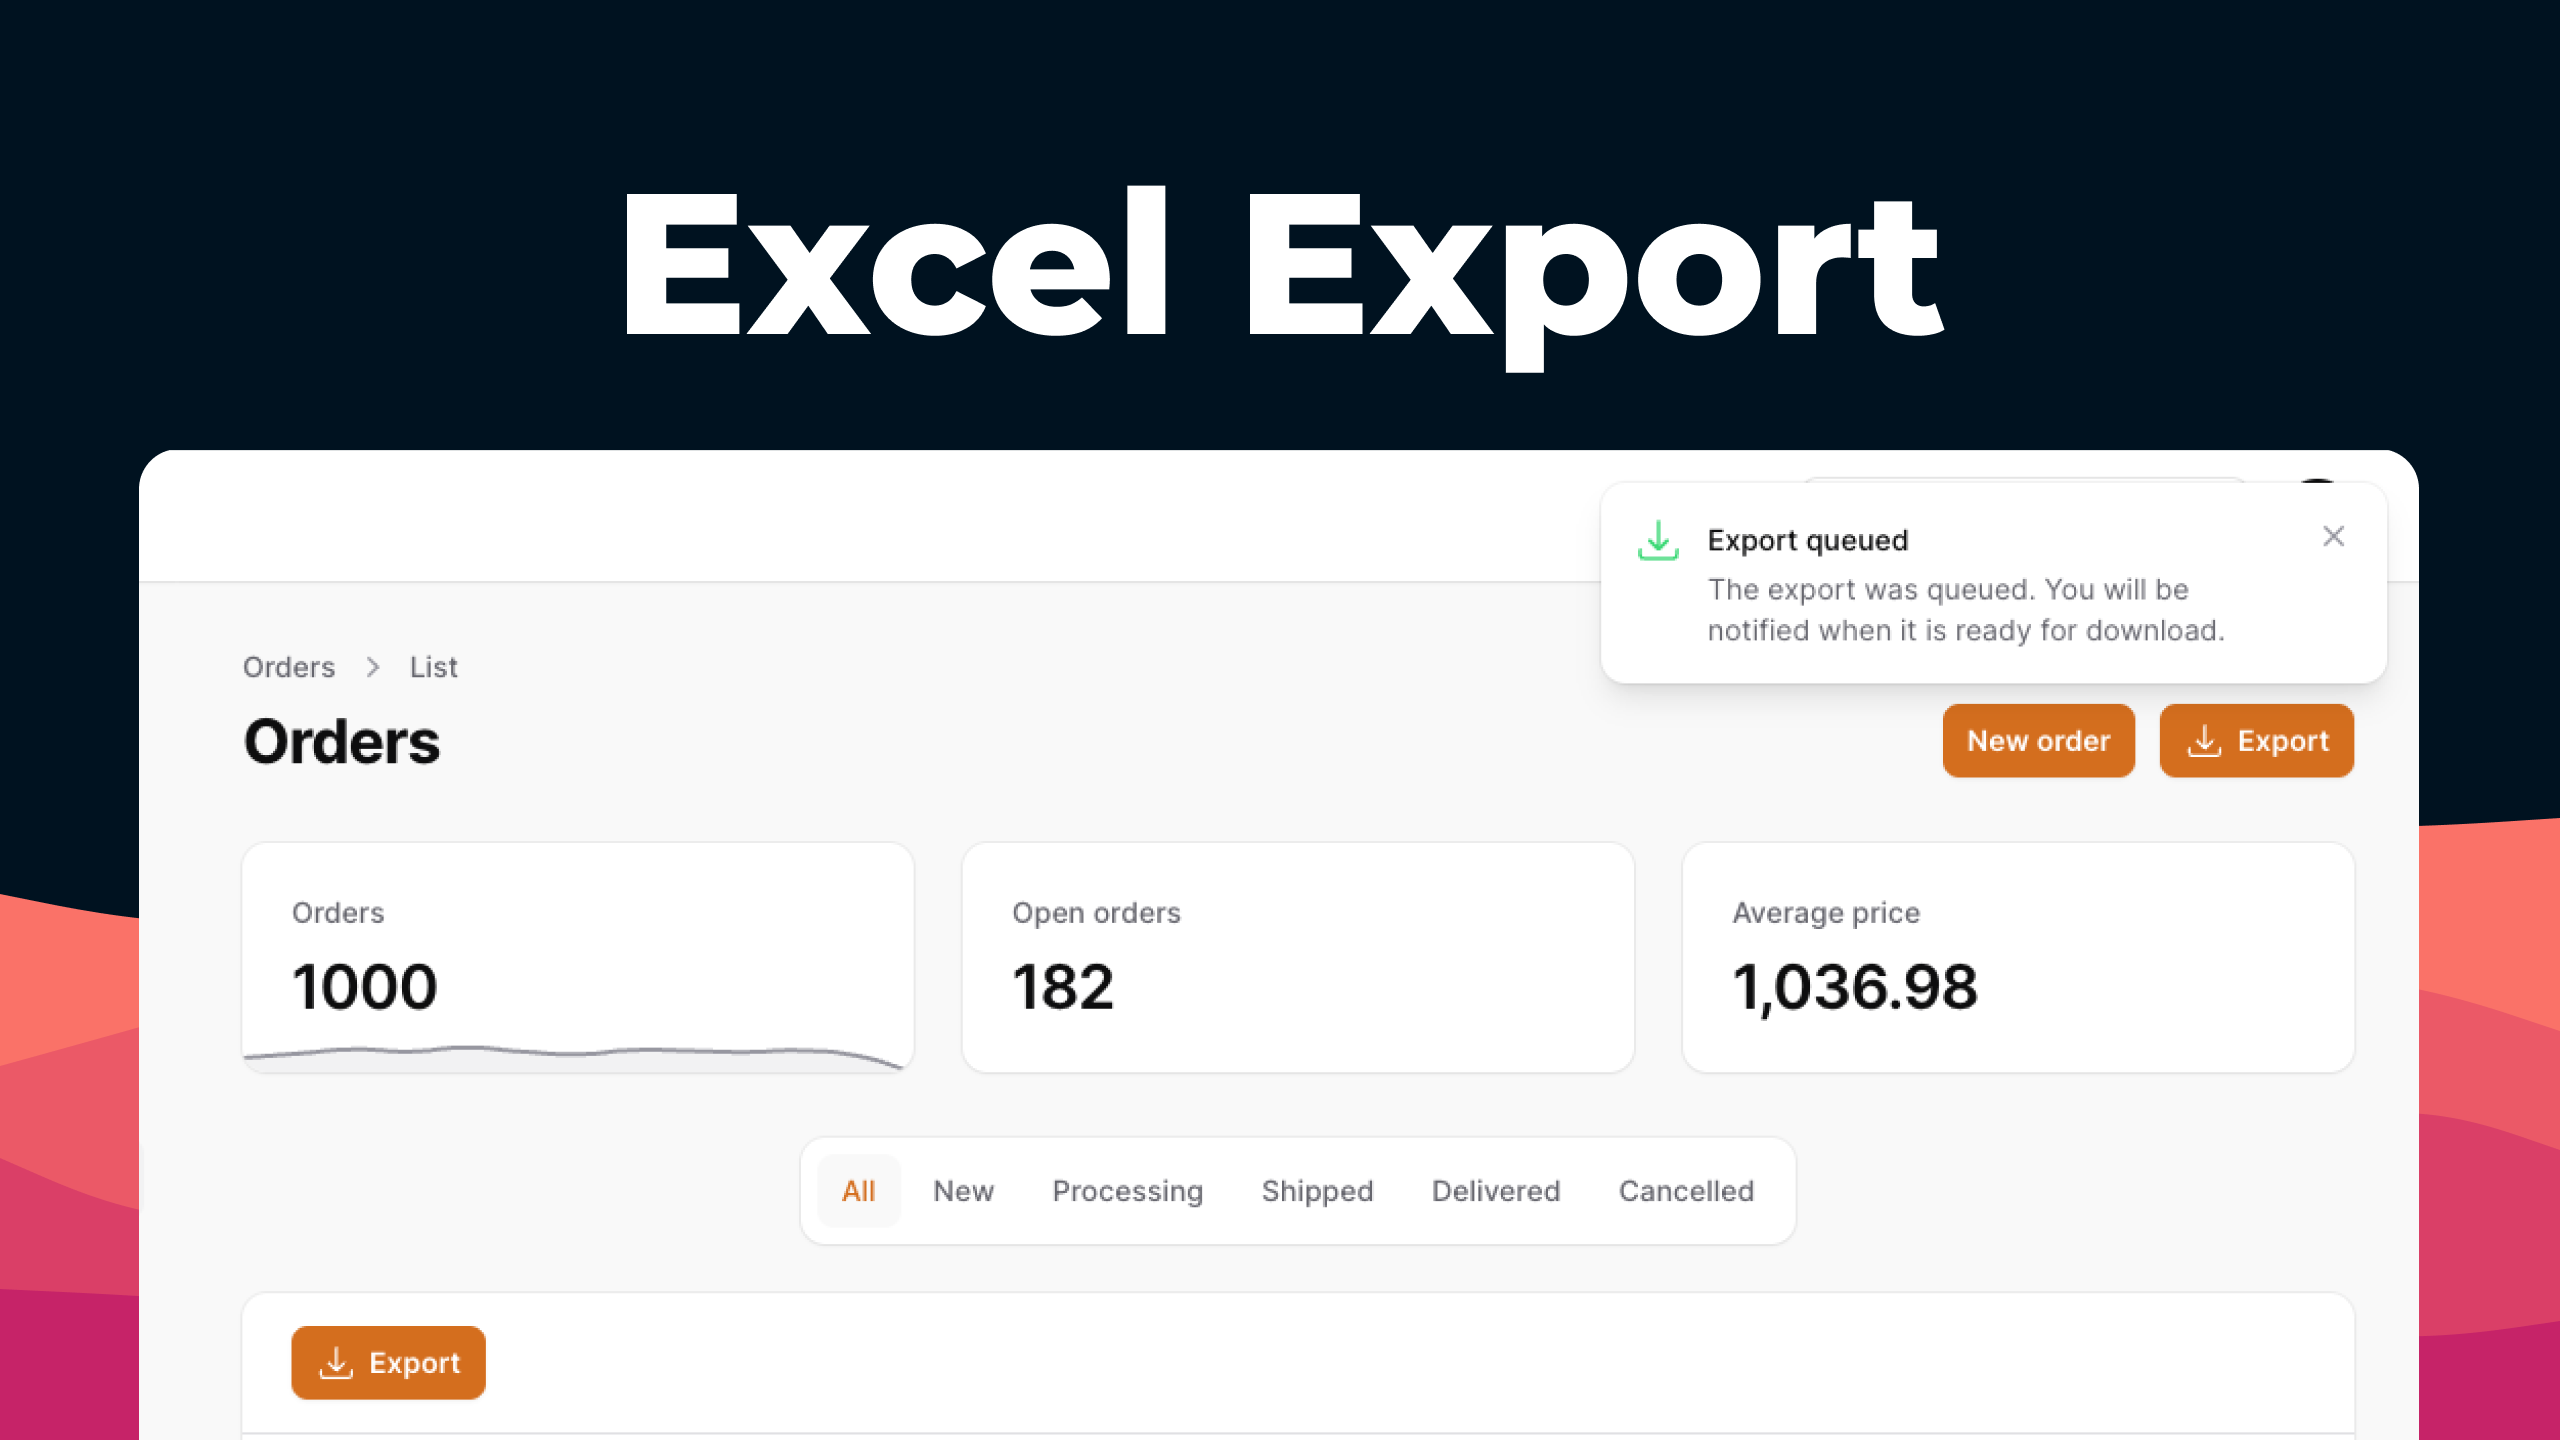 Excel Export
Export queued
The export was queued. You will be
notified when it is ready for download.
Orders > List
Orders
New order
Export
Orders
1000
Open orders
182
Average price
1,036.98
All
New
Processing
Shipped
Delivered
Cancelled
Export